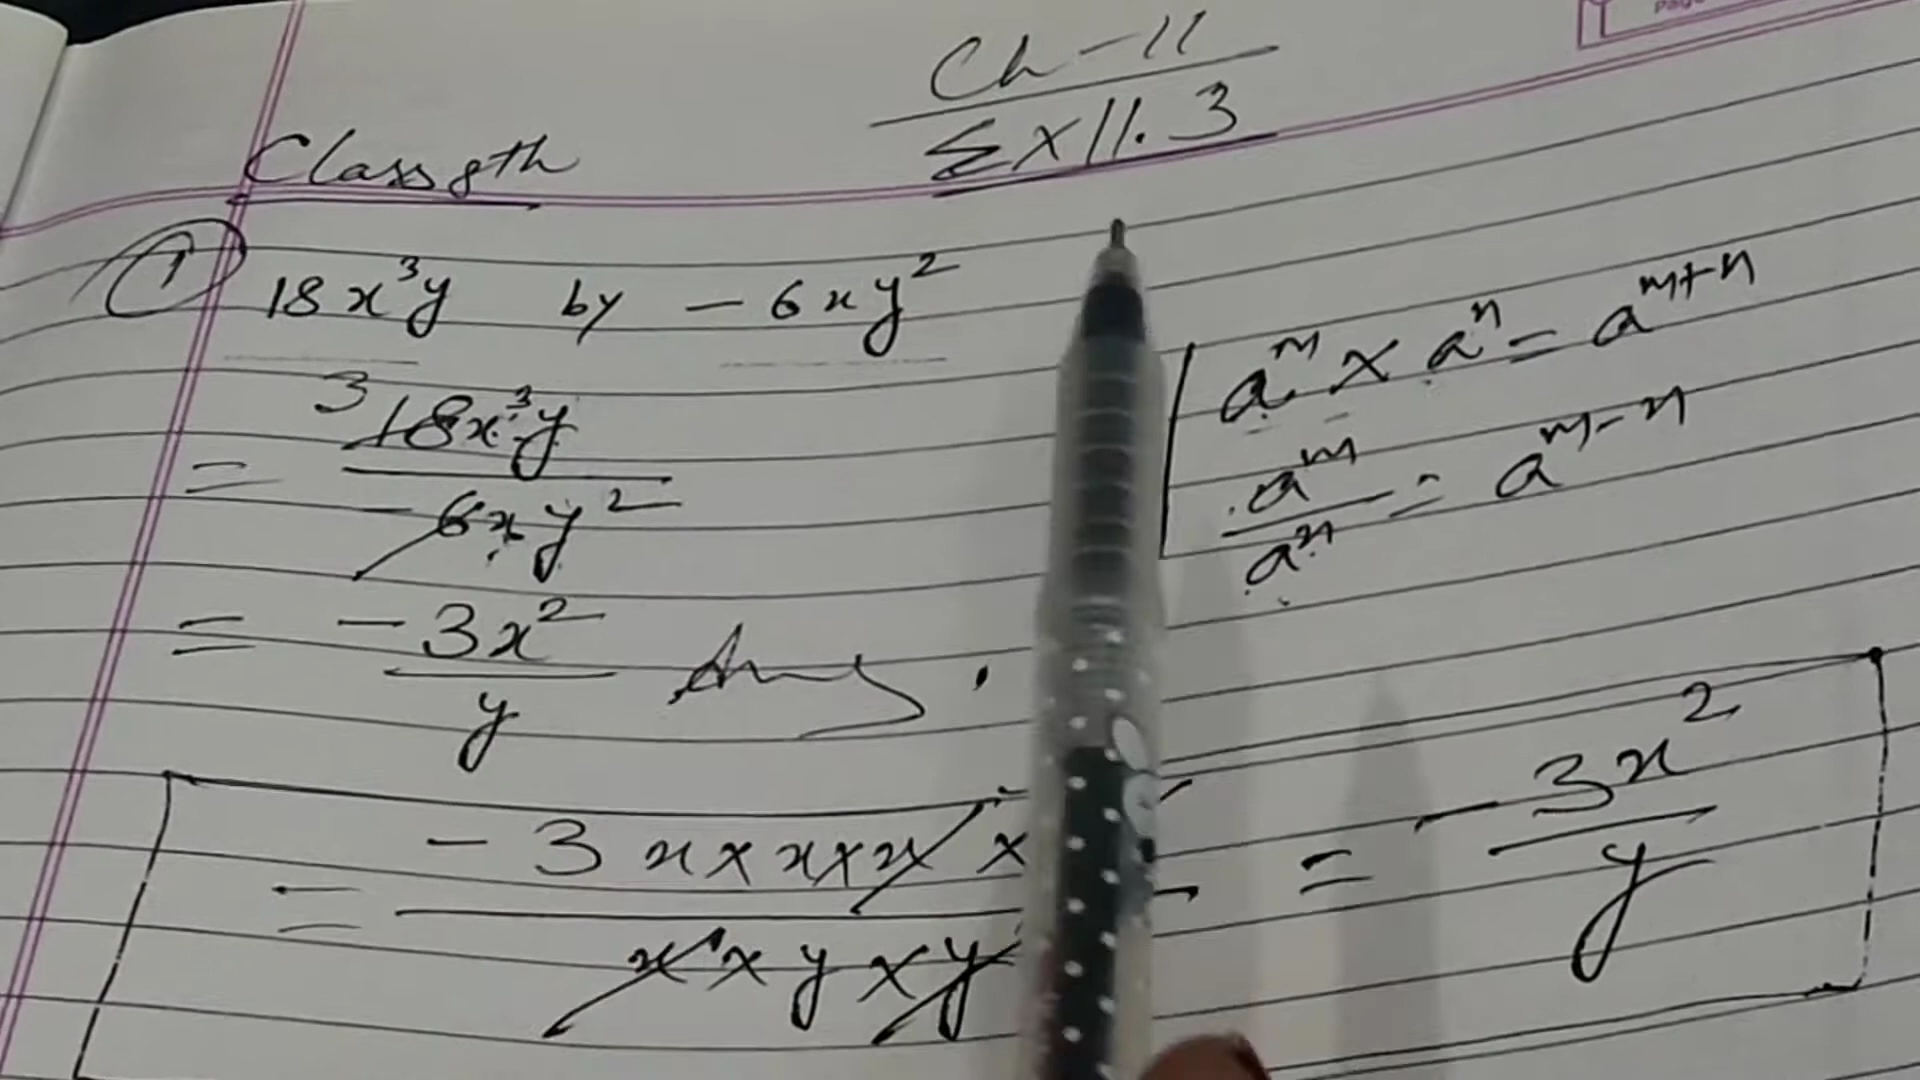 Ch-11
Ex 11.3
Class 8th
① 18x³y by -6xy²
= 3 18x³y / -6xy²
= -3x² / y Ans.
aᵐ × aⁿ = aᵐ⁺ⁿ
aᵐ / aⁿ = aᵐ⁻ⁿ
= -3 x × x × x × / x × y × y = -3x² / y